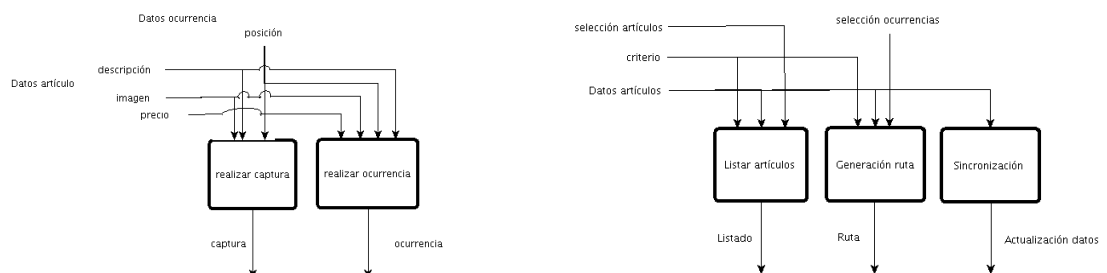 Datos ocurrencia
posición
descripción
Datos artículo
imagen
precio
realizar captura
realizar ocurrencia
captura
ocurrencia
selección artículos
selección ocurrencias
criterio
Datos artículos
Listar artículos
Generación ruta
Sincronización
Listado
Ruta
Actualización datos